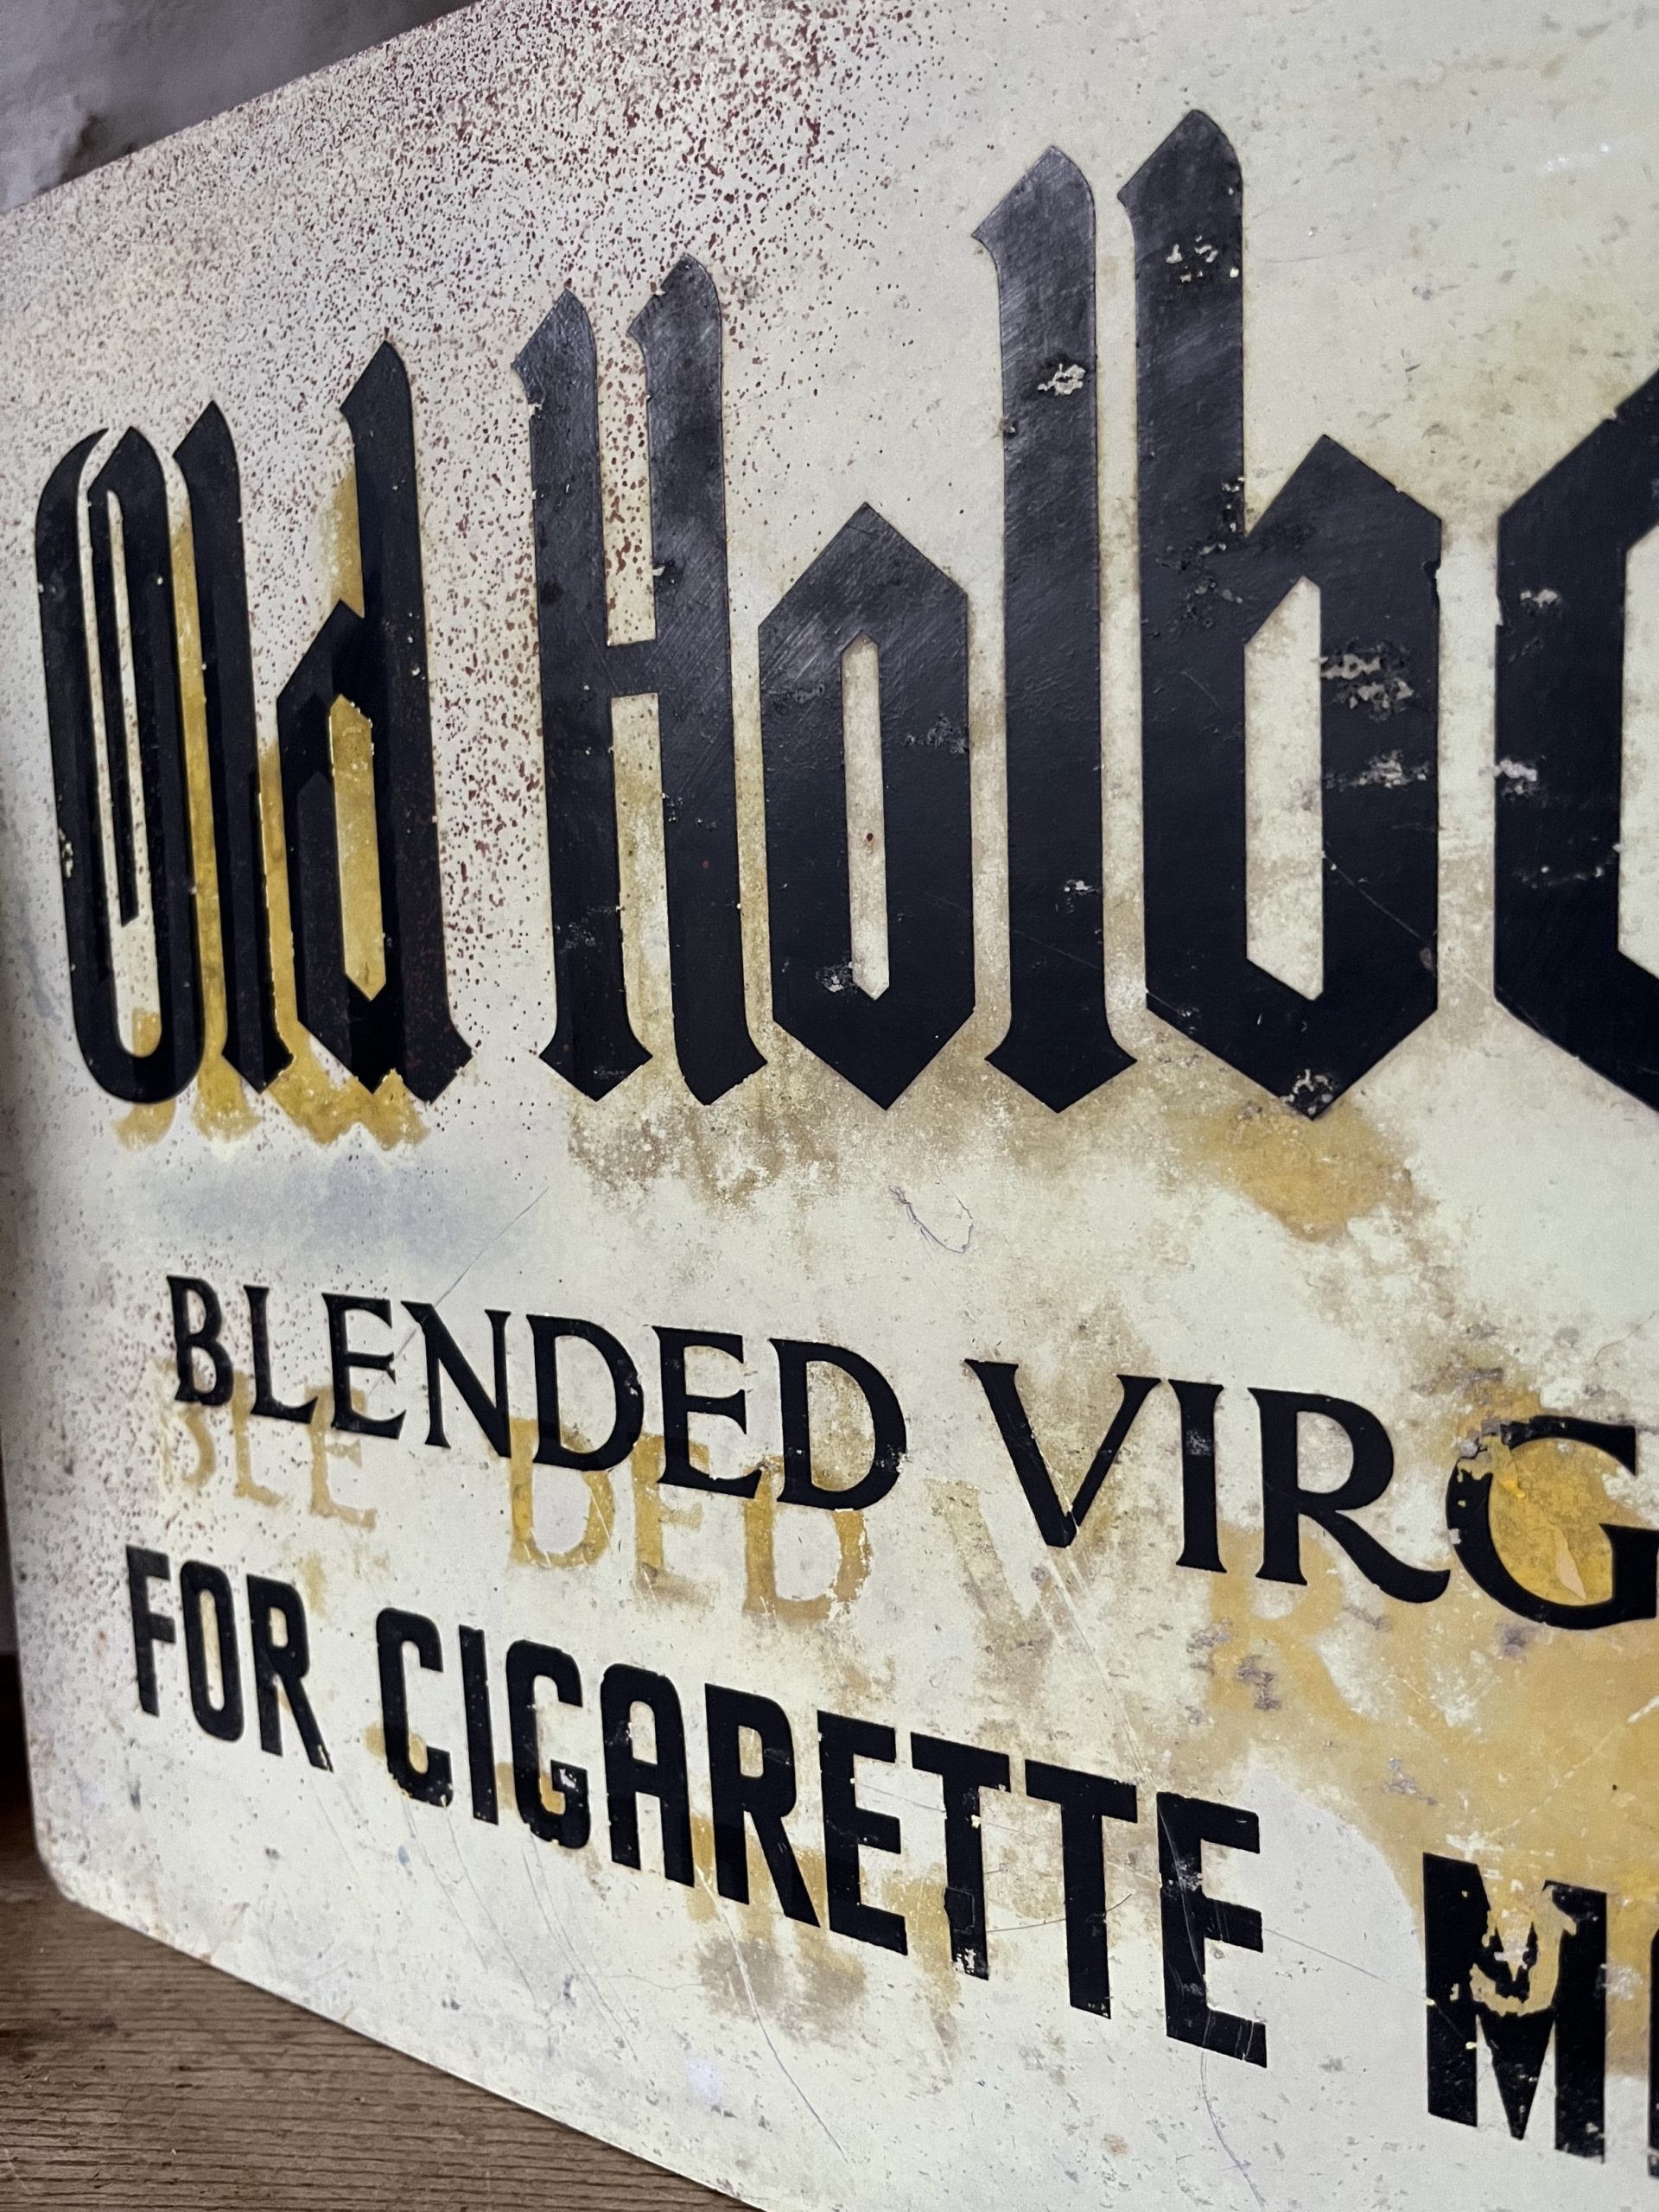 Old Holbo
BLENDED VIRG
FOR CIGARETTE M